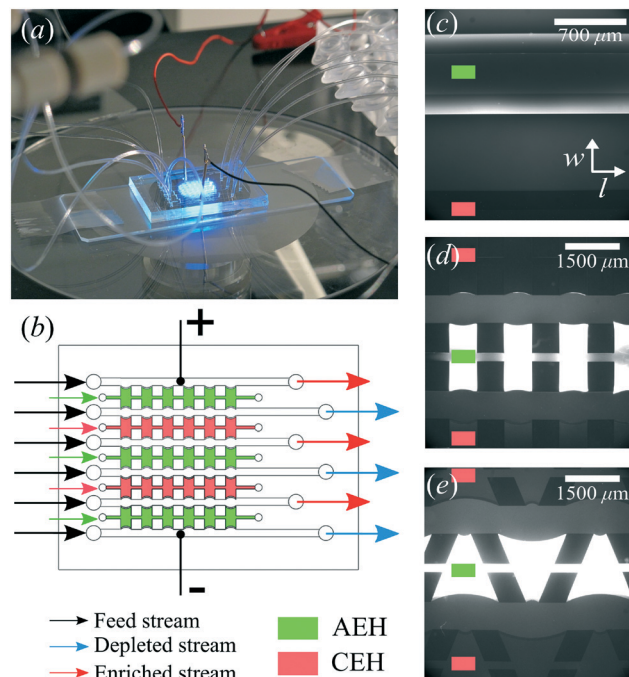 (a)
(b)
+
-
Feed stream
Depleted stream
Enriched stream
AEH
CEH
(c)
700 μm
w
l
(d)
1500 μm
(e)
1500 μm